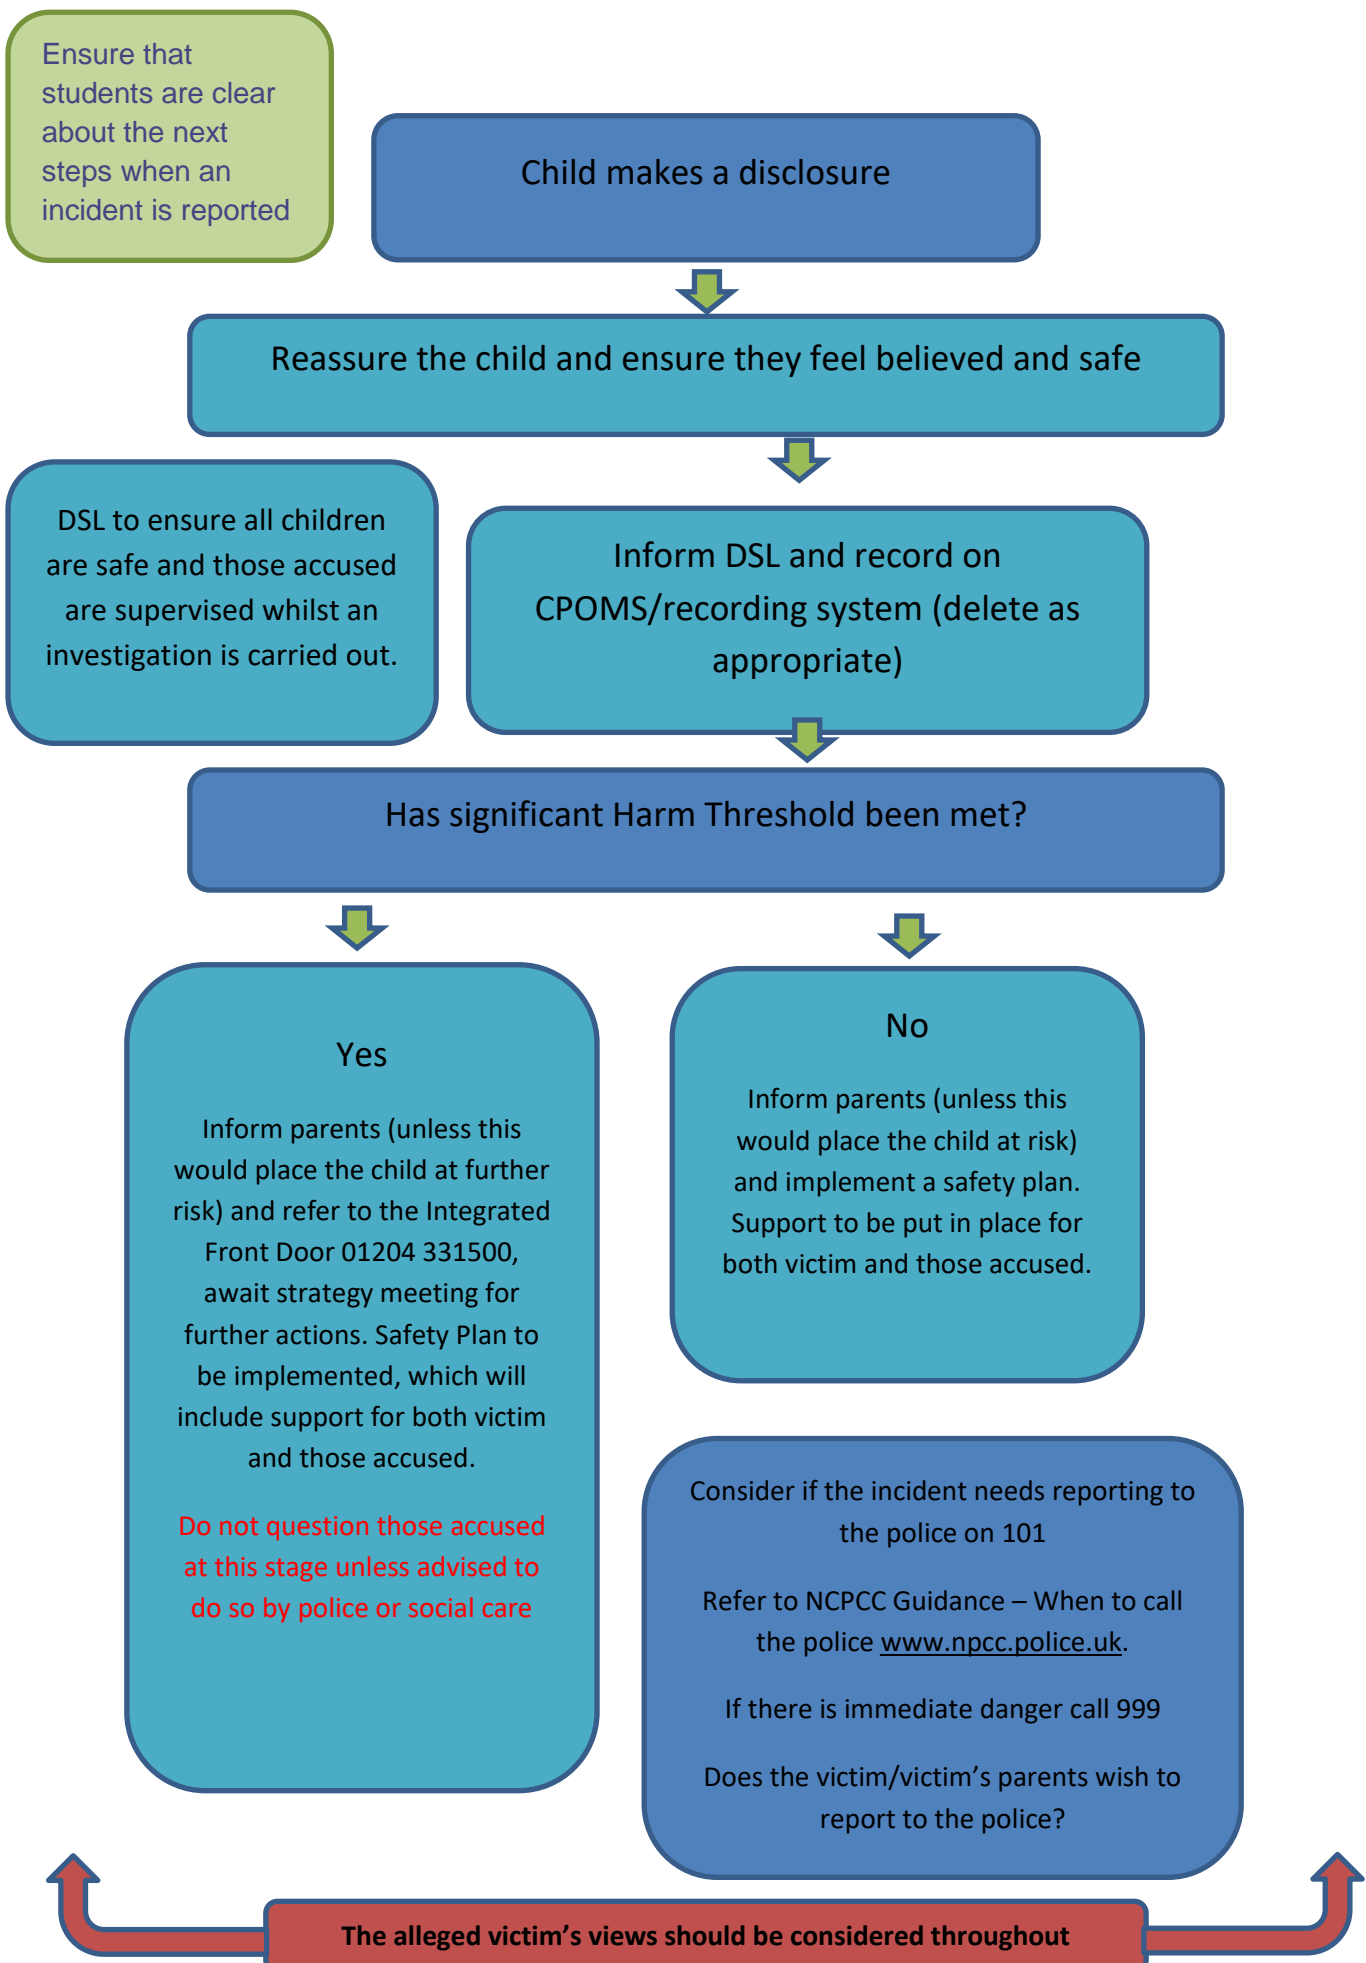 Ensure that
students are clear
about the next
steps when an
incident is reported
Child makes a disclosure
Reassure the child and ensure they feel believed and safe
DSL to ensure all children
are safe and those accused
are supervised whilst an
investigation is carried out.
Inform DSL and record on
CPOMS/recording system (delete as
appropriate)
Has significant Harm Threshold been met?
Yes
Inform parents (unless this
would place the child at further
risk) and refer to the Integrated
Front Door 01204 331500,
await strategy meeting for
further actions. Safety Plan to
be implemented, which will
include support for both victim
and those accused.
Do not question those accused
at this stage unless advised to
do so by police or social care
No
Inform parents (unless this
would place the child at risk)
and implement a safety plan.
Support to be put in place for
both victim and those accused.
Consider if the incident needs reporting to
the police on 101
Refer to NCPCC Guidance – When to call
the police www.npcc.police.uk.
If there is immediate danger call 999
Does the victim/victim’s parents wish to
report to the police?
The alleged victim’s views should be considered throughout